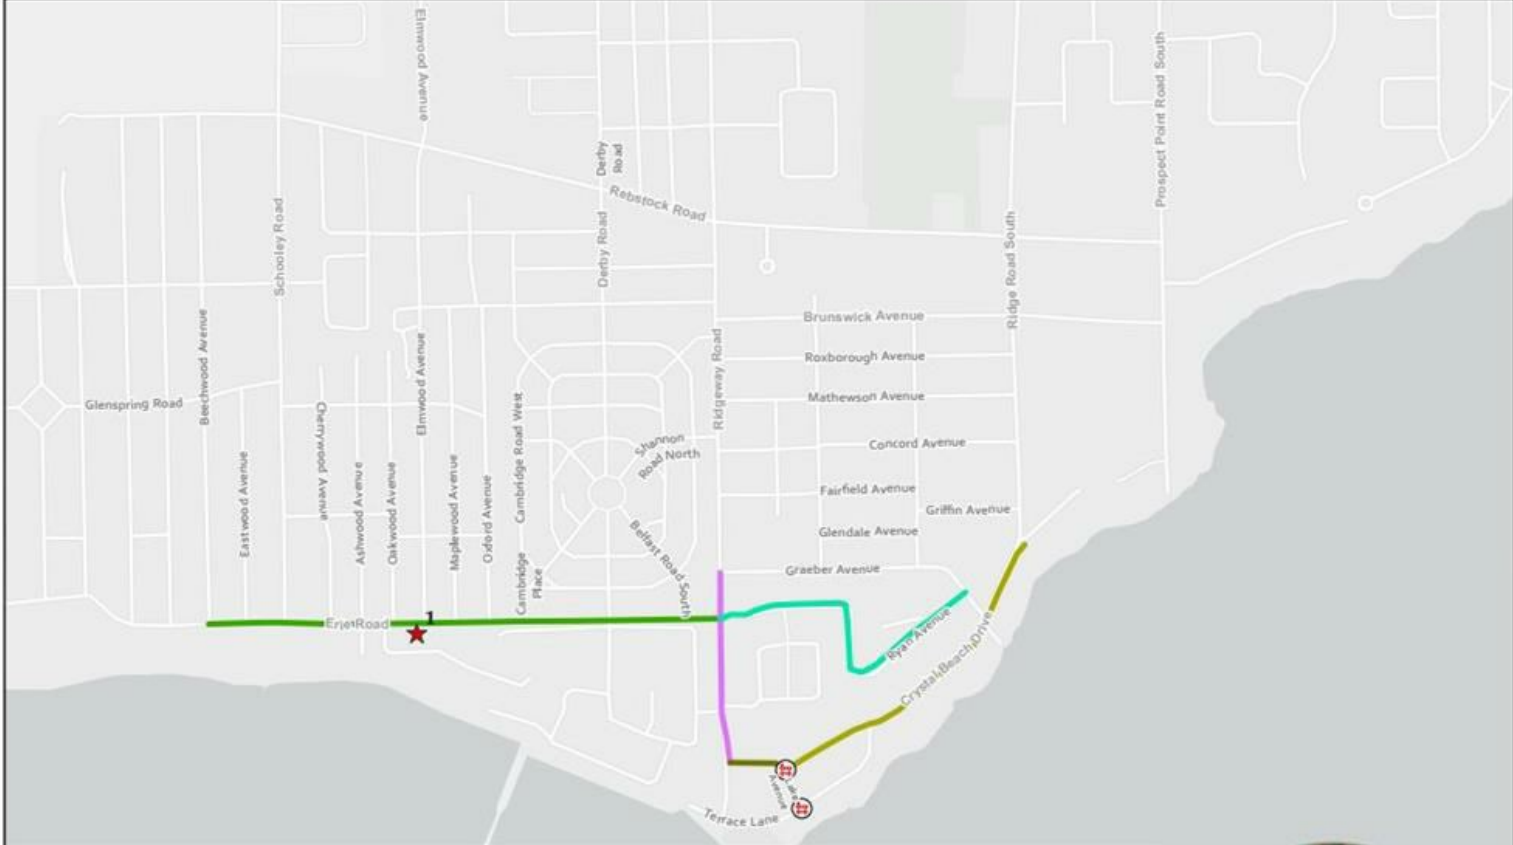 Elmwood Avenue
Prospect Point Road South
Derby
Road
Rebstock Road
Schooley Road
Derby Road
Ridge Road South
Brunswick Avenue
Beechwood Avenue
Elmwood Avenue
Ridgeway Road
Roxborough Avenue
Mathewson Avenue
Glenspring Road
Cherrywood Avenue
Cambridge Road West
Shannon
Road North
Concord Avenue
Eastwood Avenue
Ashwood Avenue
Oakwood Avenue
Maplewood Avenue
Oxford Avenue
Fairfield Avenue
Griffin Avenue
Glendale Avenue
Belfast Road South
Cambridge
Place
Graeber Avenue
1
Erie Road
Ryan Avenue
Crystal Beach Drive
Lake
Avenue
Terrace Lane